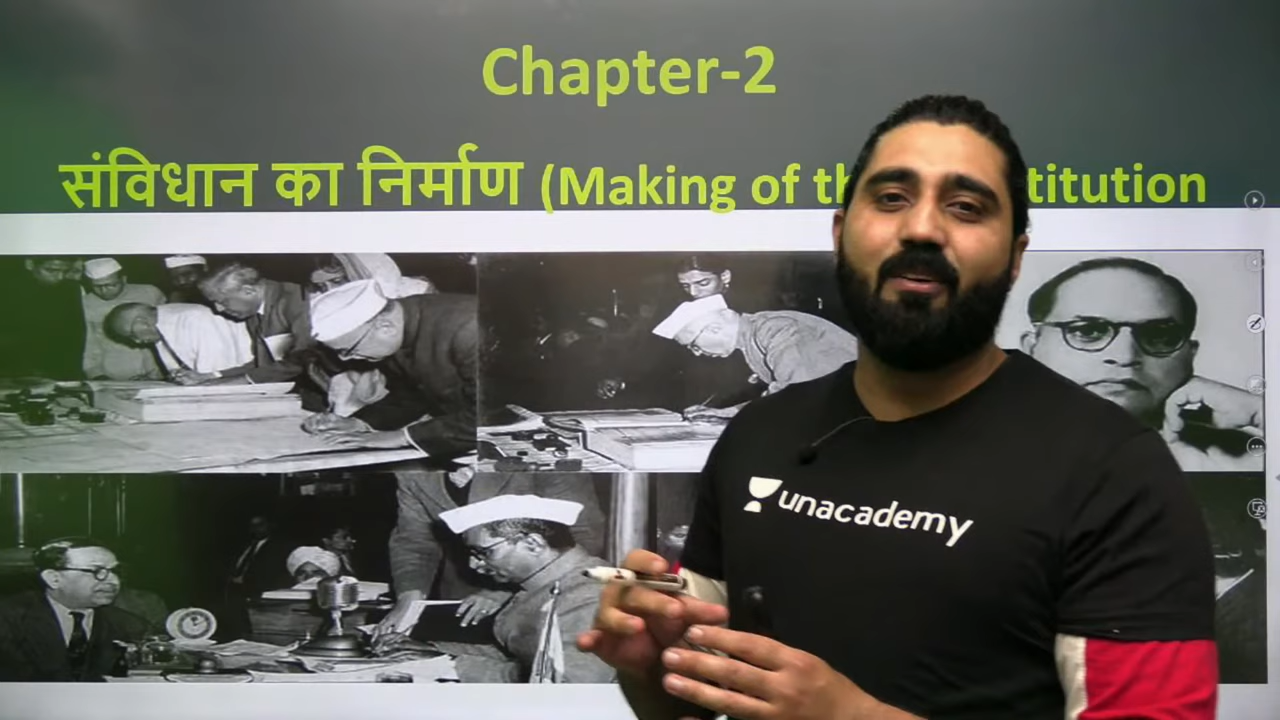 Chapter-2
संविधान का निर्माण (Making of th titution
unacademy